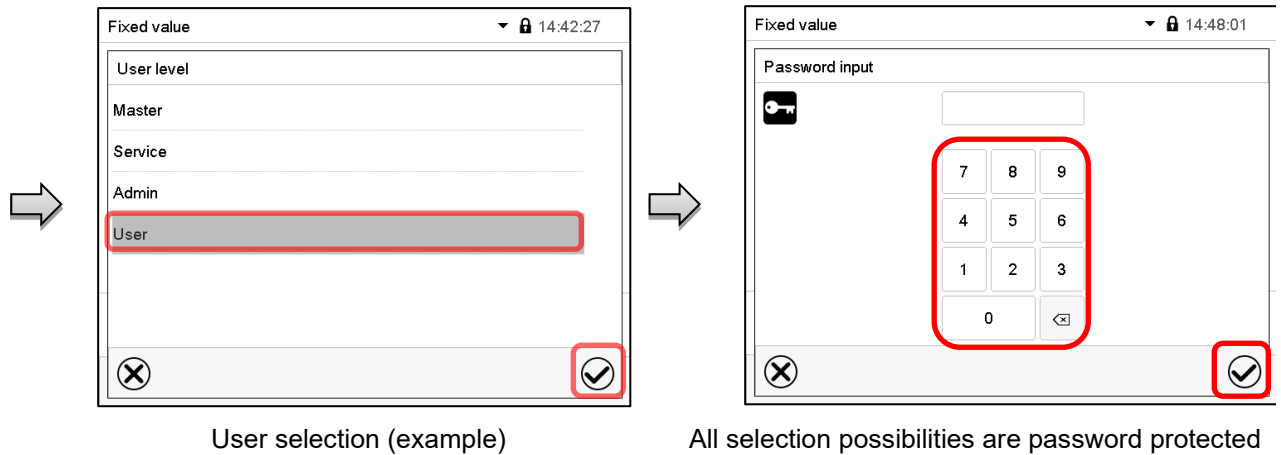 Fixed value 14:42:27
User level
Master
Service
Admin
User
User selection (example)
Fixed value 14:48:01
Password input
7 8 9
4 5 6
1 2 3
0
All selection possibilities are password protected